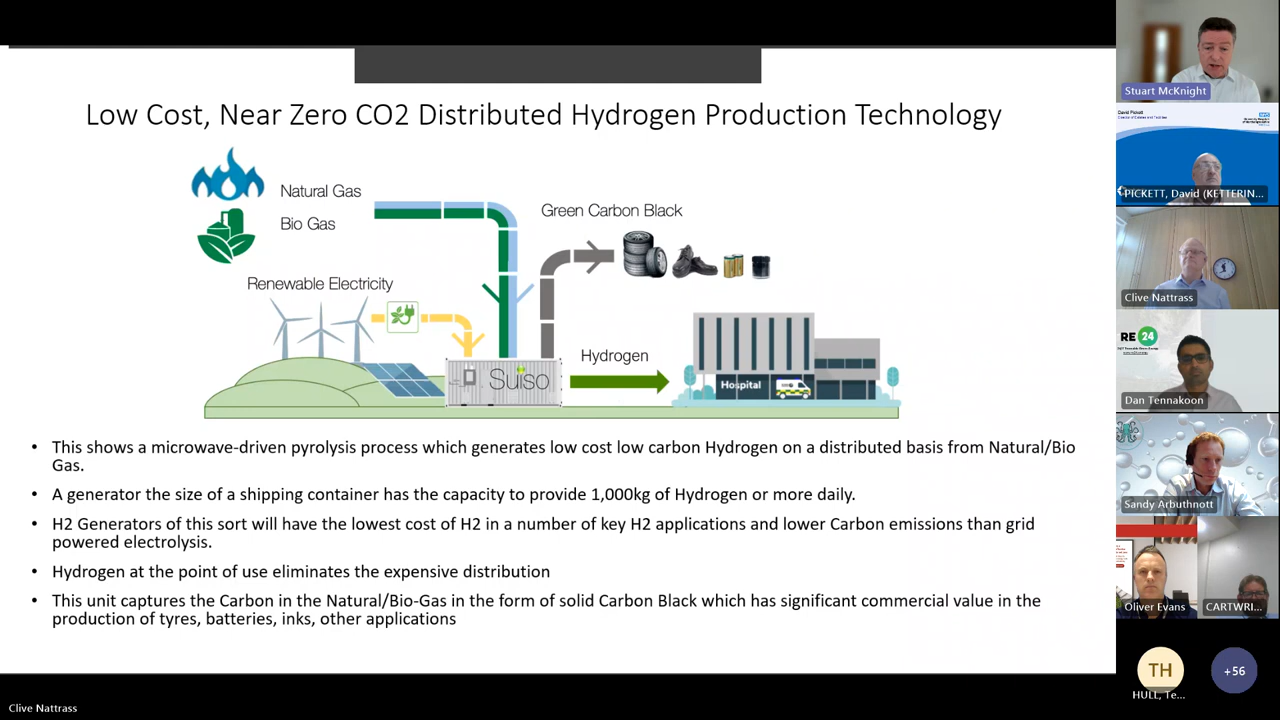 Low Cost, Near Zero CO2 Distributed Hydrogen Production Technology
Natural Gas
Bio Gas
Green Carbon Black
Renewable Electricity
Suiso
Hydrogen
Hospital
• This shows a microwave-driven pyrolysis process which generates low cost low carbon Hydrogen on a distributed basis from Natural/Bio
Gas.
• A generator the size of a shipping container has the capacity to provide 1,000kg of Hydrogen or more daily.
• H2 Generators of this sort will have the lowest cost of H2 in a number of key H2 applications and lower Carbon emissions than grid
powered electrolysis.
• Hydrogen at the point of use eliminates the expensive distribution
• This unit captures the Carbon in the Natural/Bio-Gas in the form of solid Carbon Black which has significant commercial value in the
production of tyres, batteries, inks, other applications
Clive Nattrass
Stuart McKnight
David Pickett
NHS
PICKETT, David (KETTERIN...
Clive Nattrass
RE 24
Dan Tennakoon
Sandy Arbuthnott
Oliver Evans
CARTWRI...
TH
+56
HULL, Te...